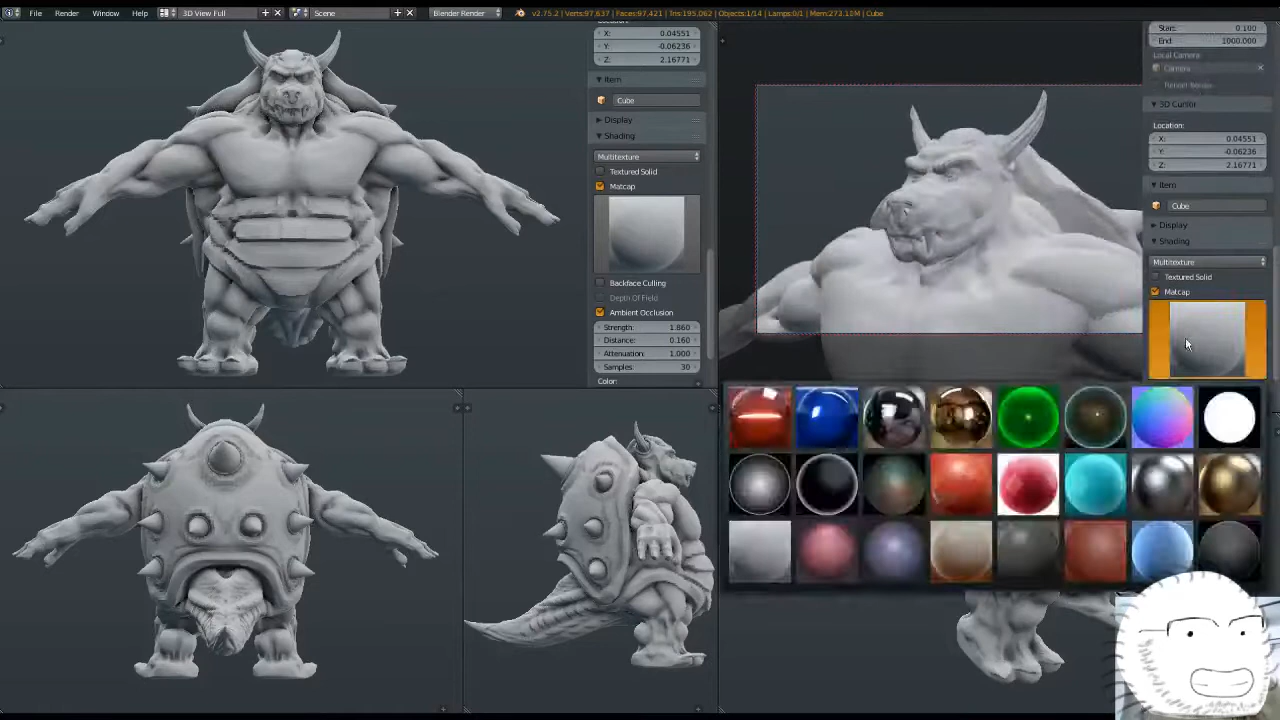 File Render Window Help 3D View Full Scene Blender Render v2.75.2 | Verts:97,637 | Faces:97,421 | Tris:195,062 | Objects:1/14 | Lamps:0/1 | Mem:272.10M | Cube
X: 0.04551
Y: -0.06236
Z: 2.16771
Item
Cube
Display
Shading
Multitexture
Textured Solid
Matcap
Backface Culling
Depth Of Field
Ambient Occlusion
Strength: 1.860
Distance: 0.160
Attenuation: 1.000
Samples: 30
Color:
Start: 0.100
End: 1000.000
Local Camera:
Camera
Render Border
3D Cursor
Location:
X: 0.04551
Y: -0.06236
Z: 2.16771
Item
Cube
Display
Shading
Multitexture
Textured Solid
Matcap